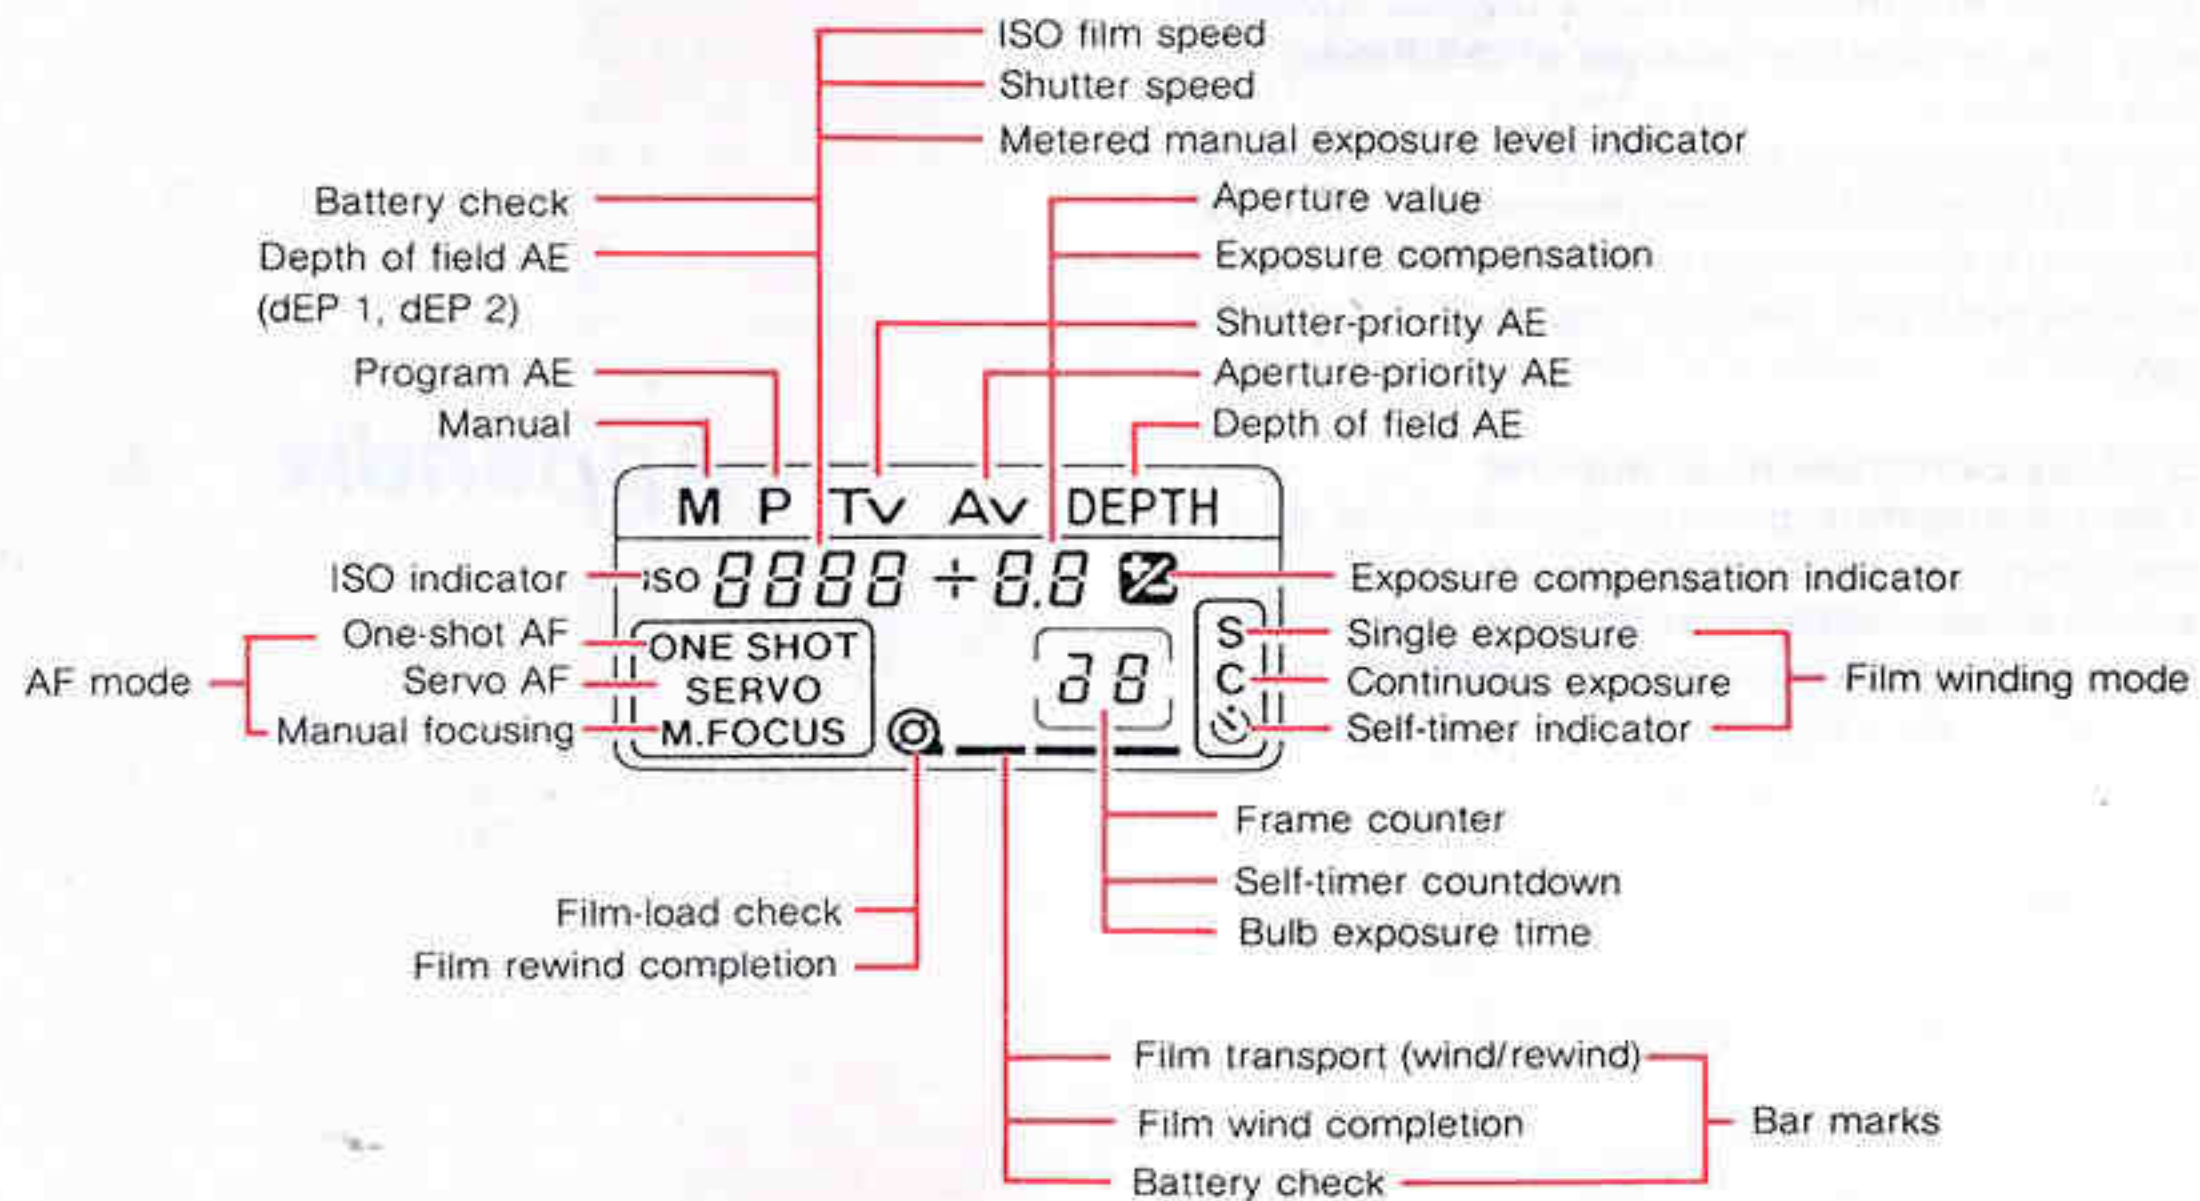 ISO film speed
Shutter speed
Metered manual exposure level indicator
Battery check
Aperture value
Depth of field AE
(dEP 1, dEP 2)
Exposure compensation
Shutter-priority AE
Program AE
Aperture-priority AE
Manual
Depth of field AE
M P Tv Av DEPTH
ISO indicator
ISO 8888 ÷ 8.8
Exposure compensation indicator
AF mode
One-shot AF
Servo AF
Manual focusing
ONE SHOT
SERVO
M.FOCUS
38
S
C
Single exposure
Continuous exposure
Self-timer indicator
Film winding mode
Frame counter
Self-timer countdown
Bulb exposure time
Film-load check
Film rewind completion
Film transport (wind/rewind)
Film wind completion
Battery check
Bar marks